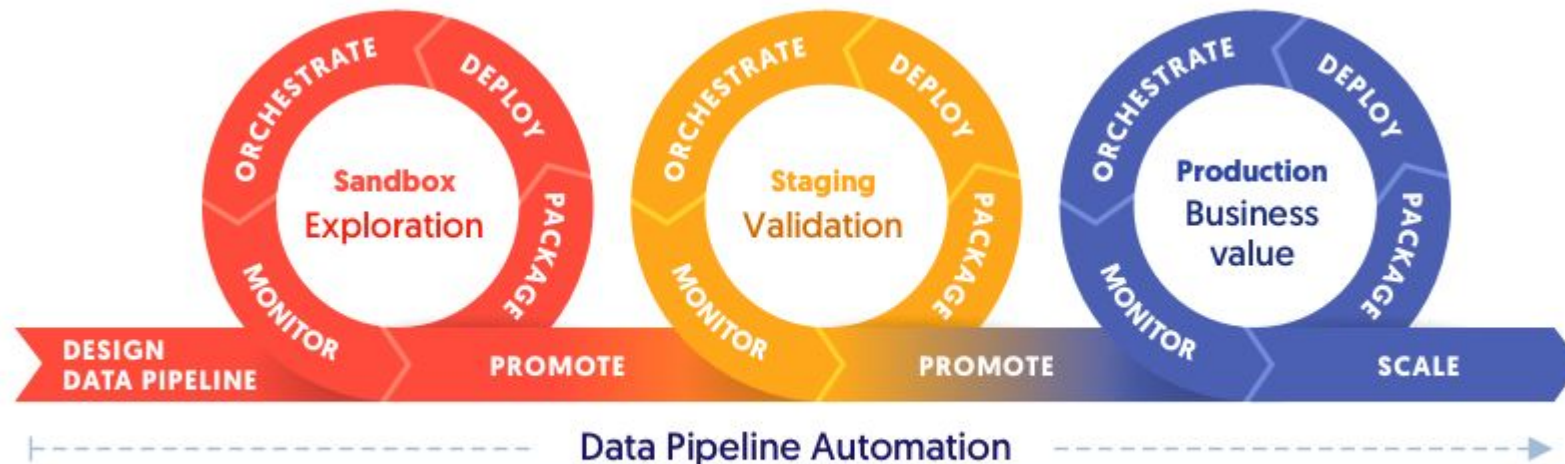 ORCHESTRATE
DEPLOY
PACKAGE
MONITOR
Sandbox
Exploration
ORCHESTRATE
DEPLOY
PACKAGE
MONITOR
Staging
Validation
ORCHESTRATE
DEPLOY
PACKAGE
MONITOR
Production
Business
value
DESIGN
DATA PIPELINE
PROMOTE
PROMOTE
SCALE
Data Pipeline Automation